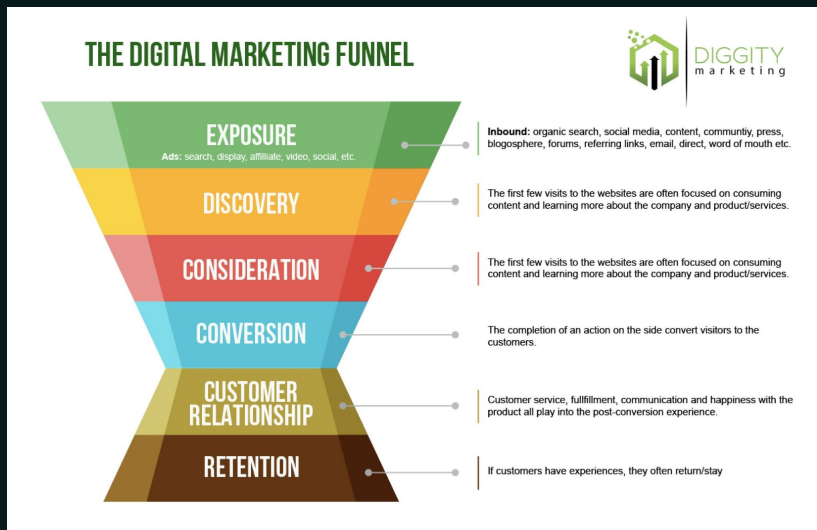 THE DIGITAL MARKETING FUNNEL
DIGGITY
marketing
EXPOSURE
Ads: search, display, affilliate, video, social, etc.
Inbound: organic search, social media, content, communtiy, press,
blogosphere, forums, referring links, email, direct, word of mouth etc.
DISCOVERY
The first few visits to the websites are often focused on consuming
content and learning more about the company and product/services.
CONSIDERATION
The first few visits to the websites are often focused on consuming
content and learning more about the company and product/services.
CONVERSION
The completion of an action on the side convert visitors to the
customers.
CUSTOMER
RELATIONSHIP
Customer service, fullfillment, communication and happiness with the
product all play into the post-conversion experience.
RETENTION
If customers have experiences, they often return/stay